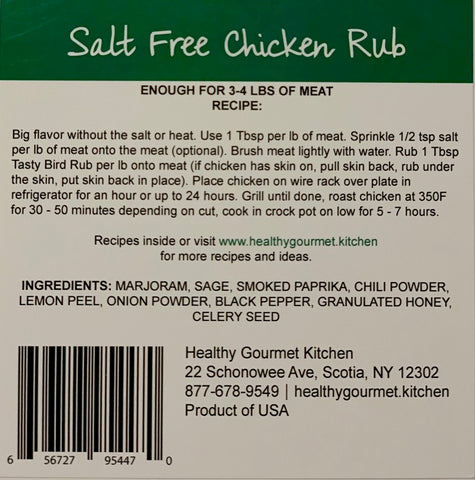 Salt Free Chicken Rub
ENOUGH FOR 3-4 LBS OF MEAT
RECIPE:
Big flavor without the salt or heat. Use 1 Tbsp per lb of meat. Sprinkle 1/2 tsp salt
per lb of meat onto the meat (optional). Brush meat lightly with water. Rub 1 Tbsp
Tasty Bird Rub per lb onto meat (if chicken has skin on, pull skin back, rub under
the skin, put skin back in place). Place chicken on wire rack over plate in
refrigerator for an hour or up to 24 hours. Grill until done, roast chicken at 350F
for 30 - 50 minutes depending on cut, cook in crock pot on low for 5 - 7 hours.
Recipes inside or visit www.healthygourmet.kitchen
for more recipes and ideas.
INGREDIENTS: MARJORAM, SAGE, SMOKED PAPRIKA, CHILI POWDER,
LEMON PEEL, ONION POWDER, BLACK PEPPER, GRANULATED HONEY,
CELERY SEED
Healthy Gourmet Kitchen
22 Schonowee Ave, Scotia, NY 12302
877-678-9549 | healthygourmet.kitchen
Product of USA
6 56727 95447 0